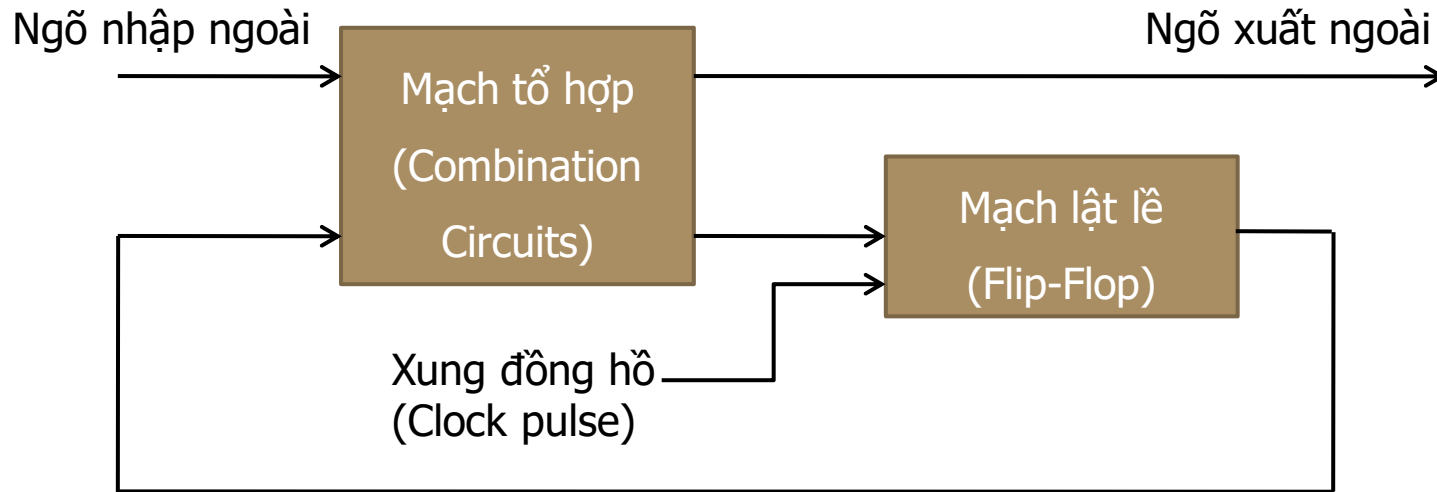 Ngõ nhập ngoài
Ngõ xuất ngoài
Mạch tổ hợp
(Combination
Circuits)
Mạch lật lề
(Flip-Flop)
Xung đồng hồ
(Clock pulse)